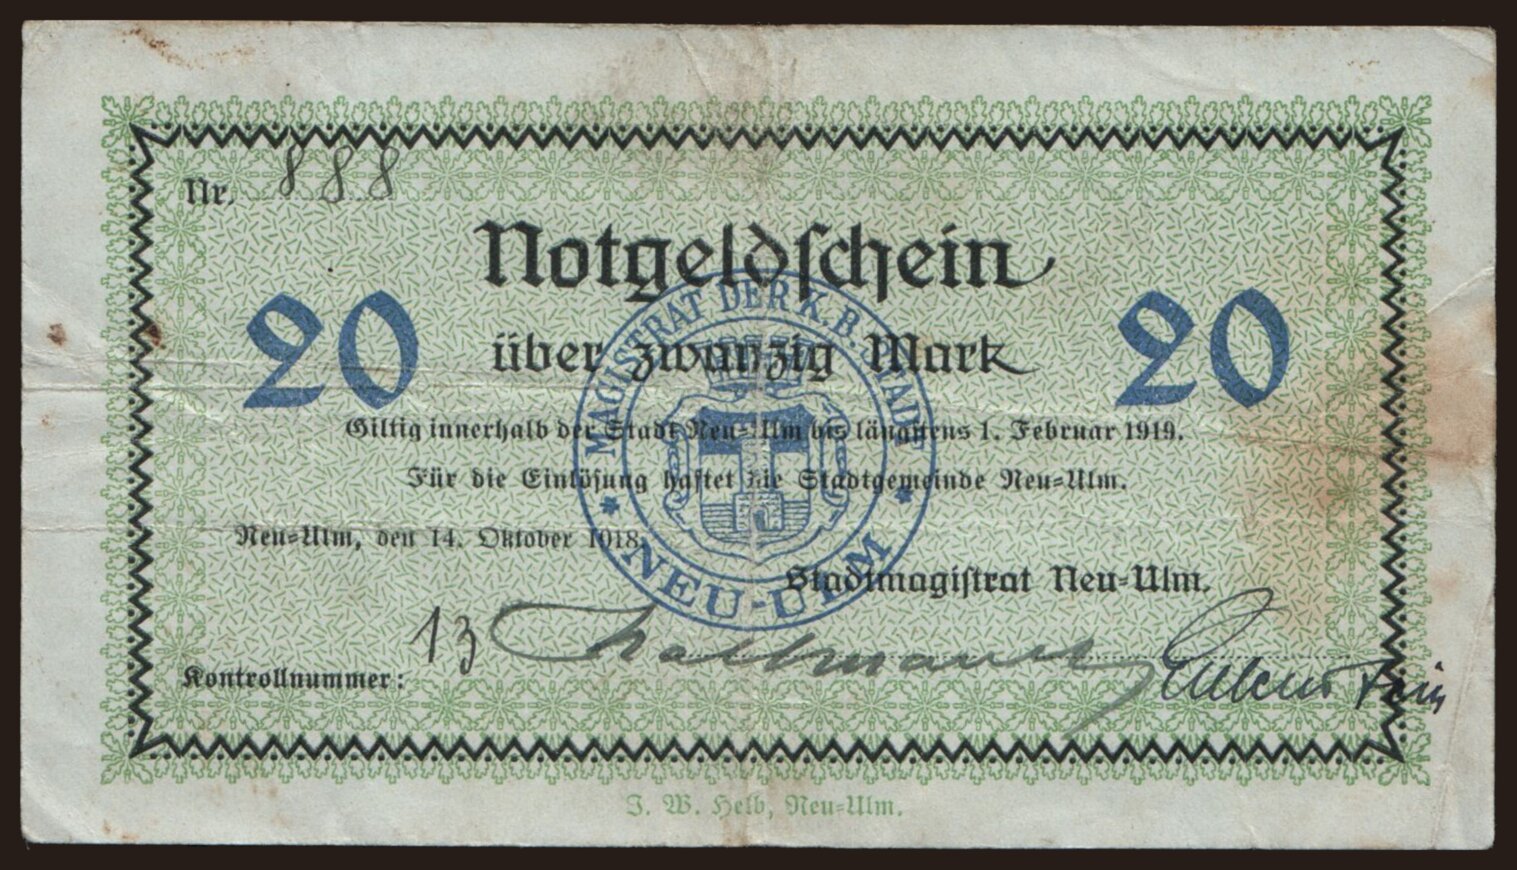 Nr. 888
Notgeldschein
20 über zwanzig Mark 20
Giltig innerhalb der Stadt Neu-Ulm bis längstens 1. Februar 1919.
Für die Einlösung haftet die Stadtgemeinde Neu-Ulm.
Neu-Ulm, den 14. Oktober 1918.
Stadtmagistrat Neu-Ulm.
MAGISTRAT DER K. B. STADT
NEU-ULM
Kontrollnummer: 13
J. W. Helb, Neu-Ulm.